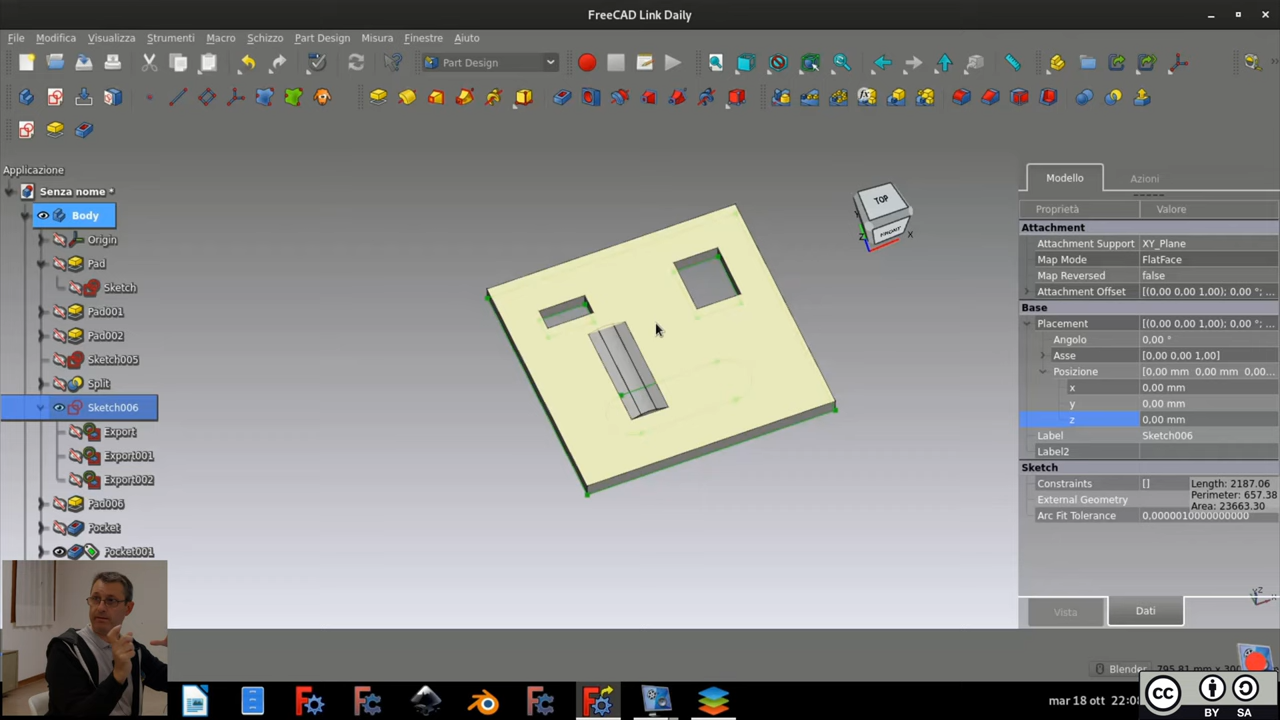 FreeCAD Link Daily
File Modifica Visualizza Strumenti Macro Schizzo Part Design Misura Finestre Aiuto
Part Design
Applicazione
Senza nome *
Body
Origin
Pad
Sketch
Pad001
Pad002
Sketch005
Split
Sketch006
Export
Export001
Export002
Pad006
Pocket
Pocket001
TOP
FRONT
X
Z
Modello Azioni
Proprietà Valore
Attachment
Attachment Support XY_Plane
Map Mode FlatFace
Map Reversed false
Attachment Offset [(0,00 0,00 1,00); 0,00 °...
Base
Placement [(0,00 0,00 1,00); 0,00 °...
Angolo 0,00 °
Asse [0,00 0,00 1,00]
Posizione [0,00 mm 0,00 mm 0,00...
x 0,00 mm
y 0,00 mm
z 0,00 mm
Label Sketch006
Label2
Sketch
Constraints []
External Geometry
Arc Fit Tolerance 0,0000010000000000
Length: 2187.06
Perimeter: 657.38
Area: 23663.30
Vista Dati
Blender
mar 18 ott 22:08
cc
BY SA